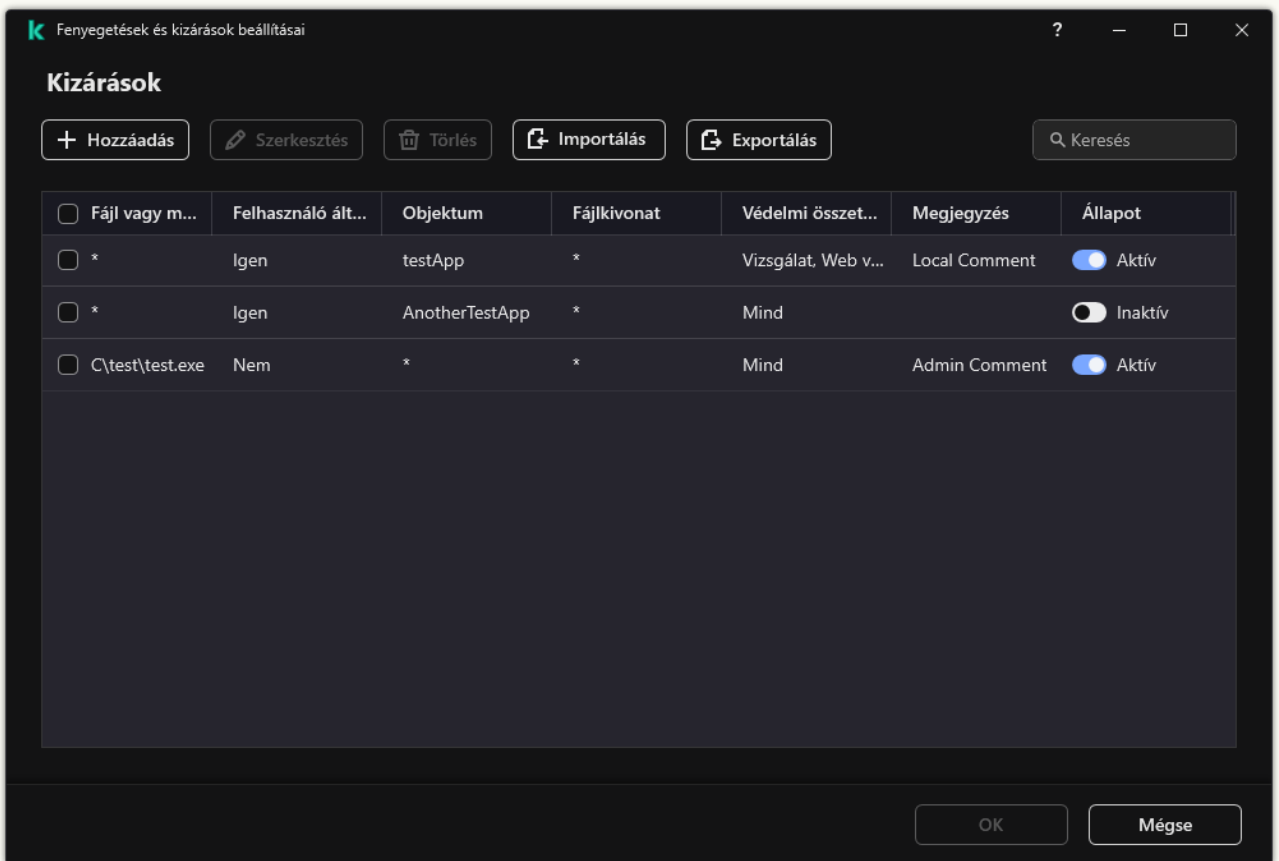 Fenyegetések és kizárások beállításai ?
Kizárások
Hozzáadás Szerkesztés Törlés Importálás Exportálás Keresés
Fájl vagy m... Felhasználó ált... Objektum Fájlkivonat Védelmi összet... Megjegyzés Állapot
* Igen testApp * Vizsgálat, Web v... Local Comment Aktív
* Igen AnotherTestApp * Mind Inaktív
C\test\test.exe Nem * * Mind Admin Comment Aktív
OK Mégse